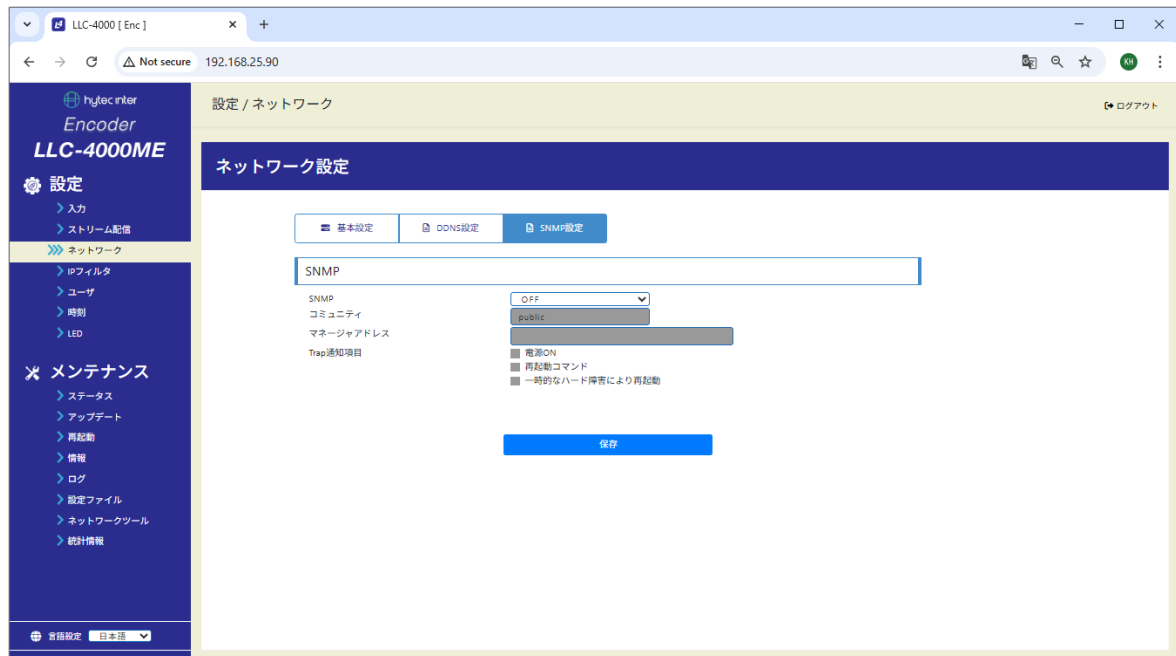 LLC-4000 [ Enc ]
Not secure 192.168.25.90
KH
hytec inter
Encoder
LLC-4000ME
設定
入力
ストリーム配信
ネットワーク
IPフィルタ
ユーザ
時刻
LED
メンテナンス
ステータス
アップデート
再起動
情報
ログ
設定ファイル
ネットワークツール
統計情報
言語設定 日本語
設定 / ネットワーク
ログアウト
ネットワーク設定
基本設定 DDNS設定 SNMP設定
SNMP
SNMP OFF
コミュニティ public
マネージャアドレス
Trap通知項目 電源ON
再起動コマンド
一時的なハード障害により再起動
保存